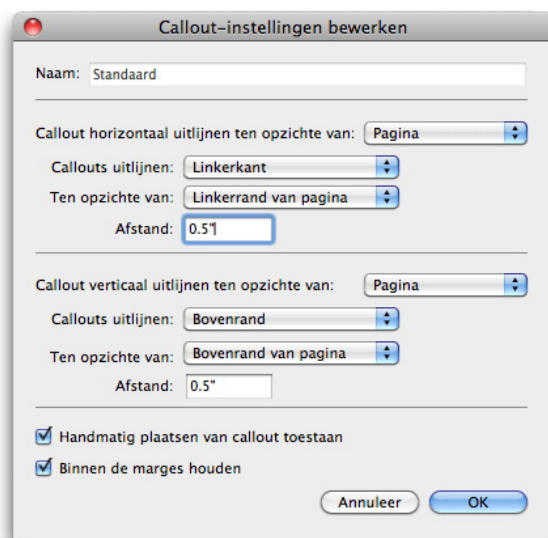 Callout-instellingen bewerken
Naam: Standaard
Callout horizontaal uitlijnen ten opzichte van: Pagina
Callouts uitlijnen: Linkerkant
Ten opzichte van: Linkerrand van pagina
Afstand: 0.5"
Callout verticaal uitlijnen ten opzichte van: Pagina
Callouts uitlijnen: Bovenrand
Ten opzichte van: Bovenrand van pagina
Afstand: 0.5"
Handmatig plaatsen van callout toestaan
Binnen de marges houden
Annuleer OK